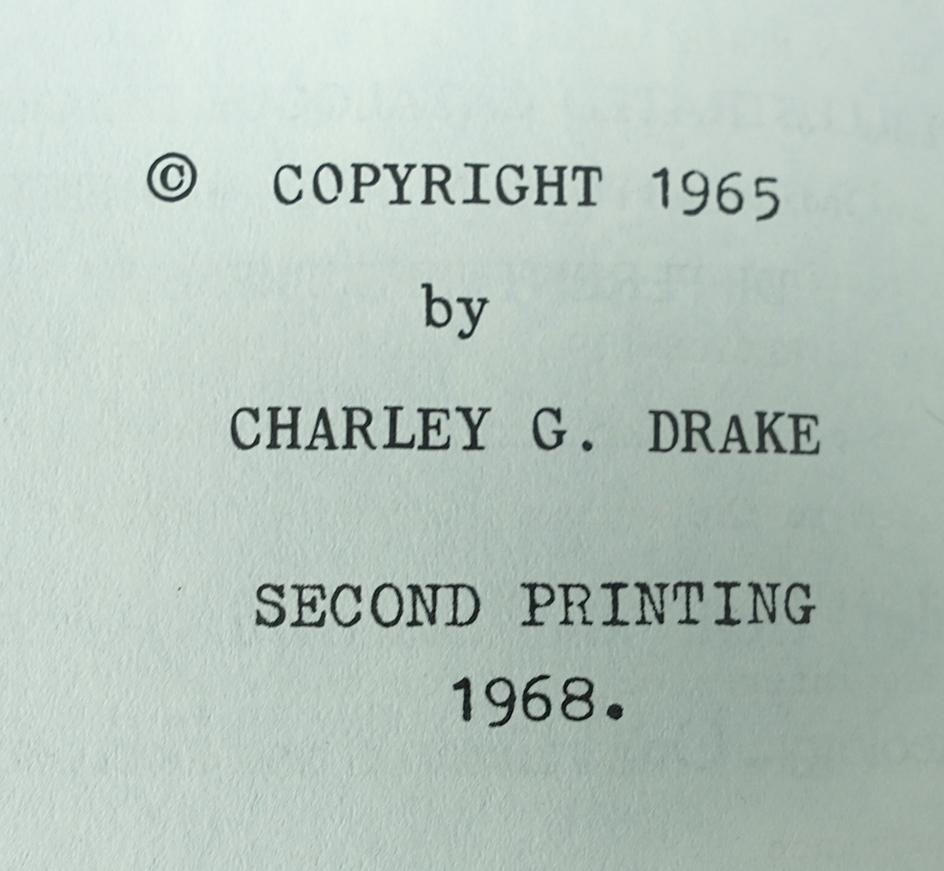 © COPYRIGHT 1965
by
CHARLEY G. DRAKE
SECOND PRINTING
1968.